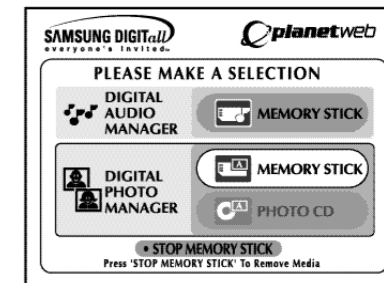 SAMSUNG DIGITall planetweb
everyone's invited™
PLEASE MAKE A SELECTION
DIGITAL
AUDIO
MANAGER
MEMORY STICK
DIGITAL
PHOTO
MANAGER
MEMORY STICK
PHOTO CD
• STOP MEMORY STICK
Press 'STOP MEMORY STICK' To Remove Media